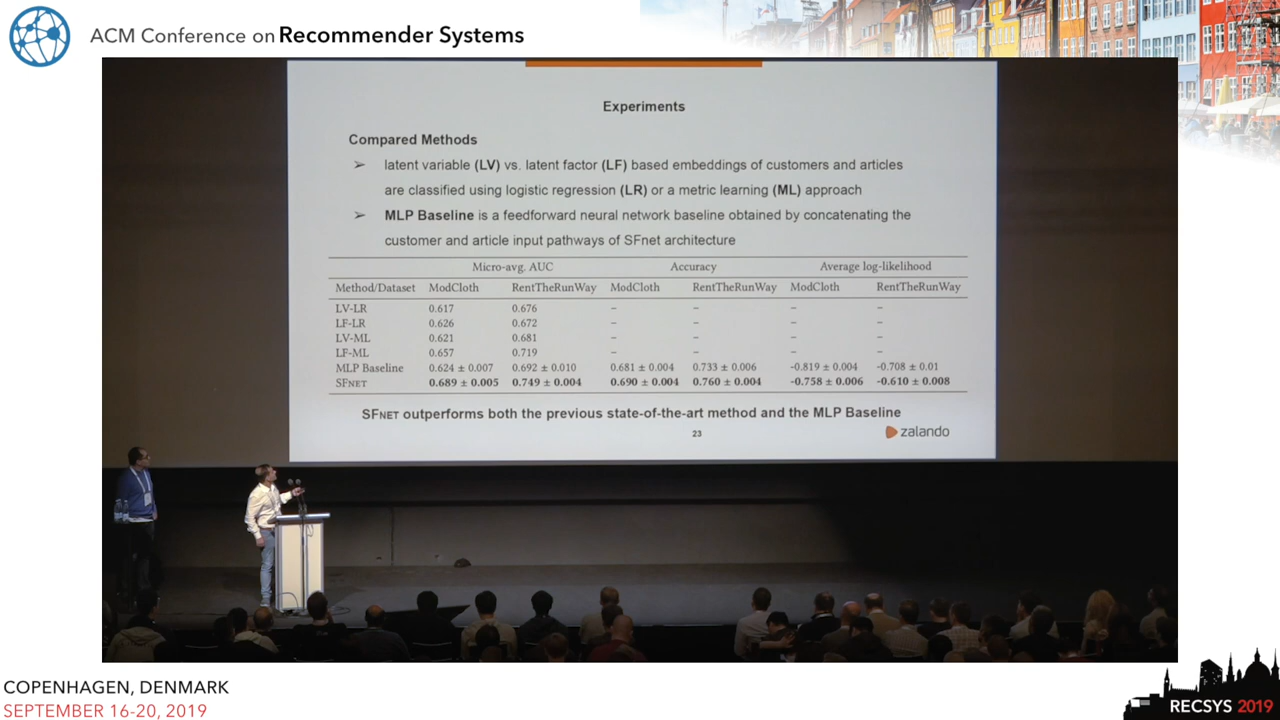 ACM Conference on Recommender Systems
Experiments
Compared Methods
➢ latent variable (LV) vs. latent factor (LF) based embeddings of customers and articles
are classified using logistic regression (LR) or a metric learning (ML) approach
➢ MLP Baseline is a feedforward neural network baseline obtained by concatenating the
customer and article input pathways of SFnet architecture
Micro-avg. AUC Accuracy Average log-likelihood
Method/Dataset ModCloth RentTheRunWay ModCloth RentTheRunWay ModCloth RentTheRunWay
LV-LR 0.617 0.676 – – – –
LF-LR 0.626 0.672 – – – –
LV-ML 0.621 0.681 – – – –
LF-ML 0.657 0.719 – – – –
MLP Baseline 0.624 ± 0.007 0.692 ± 0.010 0.681 ± 0.004 0.733 ± 0.006 -0.819 ± 0.004 -0.708 ± 0.01
SFNET 0.689 ± 0.005 0.749 ± 0.004 0.690 ± 0.004 0.760 ± 0.004 -0.758 ± 0.006 -0.610 ± 0.008
SFNET outperforms both the previous state-of-the-art method and the MLP Baseline
23
zalando
COPENHAGEN, DENMARK
SEPTEMBER 16-20, 2019
RECSYS 2019